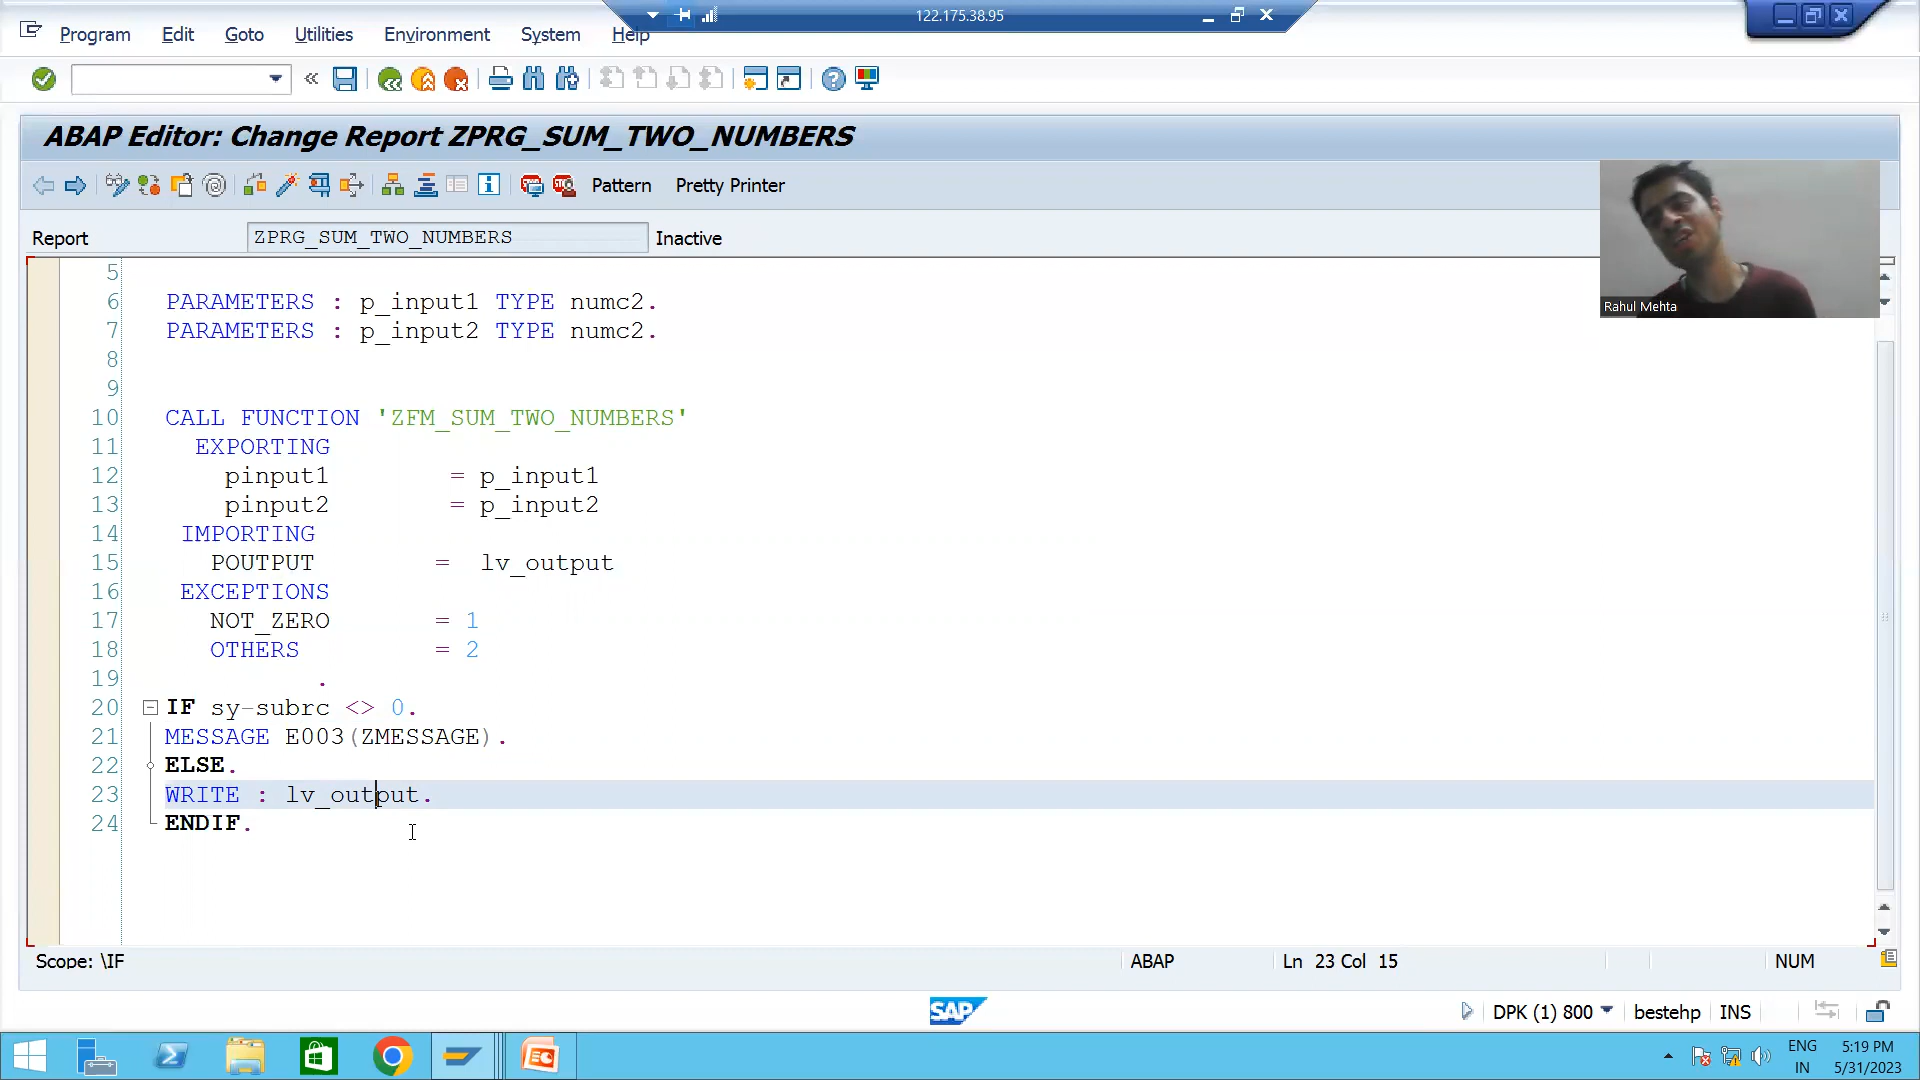 122.175.38.95
Program Edit Goto Utilities Environment System Help
ABAP Editor: Change Report ZPRG_SUM_TWO_NUMBERS
Pattern Pretty Printer
Report ZPRG_SUM_TWO_NUMBERS Inactive
Rahul Mehta
5
6 PARAMETERS : p_input1 TYPE numc2.
7 PARAMETERS : p_input2 TYPE numc2.
8
9
10 CALL FUNCTION 'ZFM_SUM_TWO_NUMBERS'
11 EXPORTING
12 pinput1 = p_input1
13 pinput2 = p_input2
14 IMPORTING
15 POUTPUT = lv_output
16 EXCEPTIONS
17 NOT_ZERO = 1
18 OTHERS = 2
19 .
20 IF sy-subrc <> 0.
21 MESSAGE E003(ZMESSAGE).
22 ELSE.
23 WRITE : lv_output.
24 ENDIF.
Scope: \IF ABAP Ln 23 Col 15 NUM
SAP DPK (1) 800 bestehp INS
ENG 5:19 PM
IN 5/31/2023